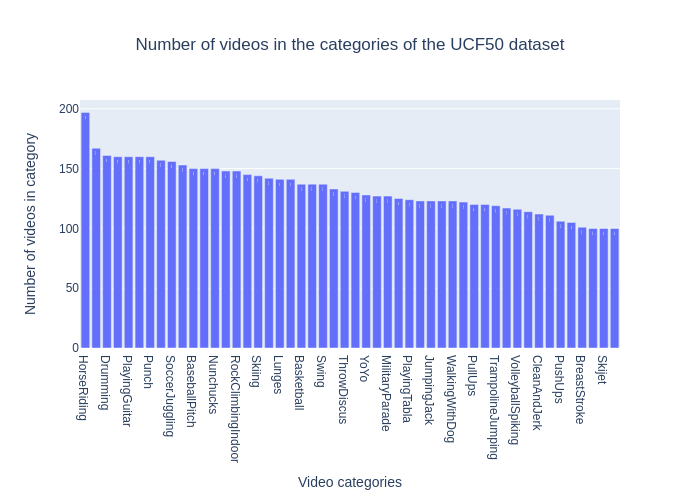 Number of videos in the categories of the UCF50 dataset
Number of videos in category
200
150
100
50
0
HorseRiding
Drumming
PlayingGuitar
Punch
SoccerJuggling
BaseballPitch
Nunchucks
RockClimbingIndoor
Skiing
Lunges
Basketball
Swing
ThrowDiscus
YoYo
MilitaryParade
PlayingTabla
JumpingJack
WalkingWithDog
PullUps
TrampolineJumping
VolleyballSpiking
CleanAndJerk
PushUps
BreastStroke
Skijet
Video categories